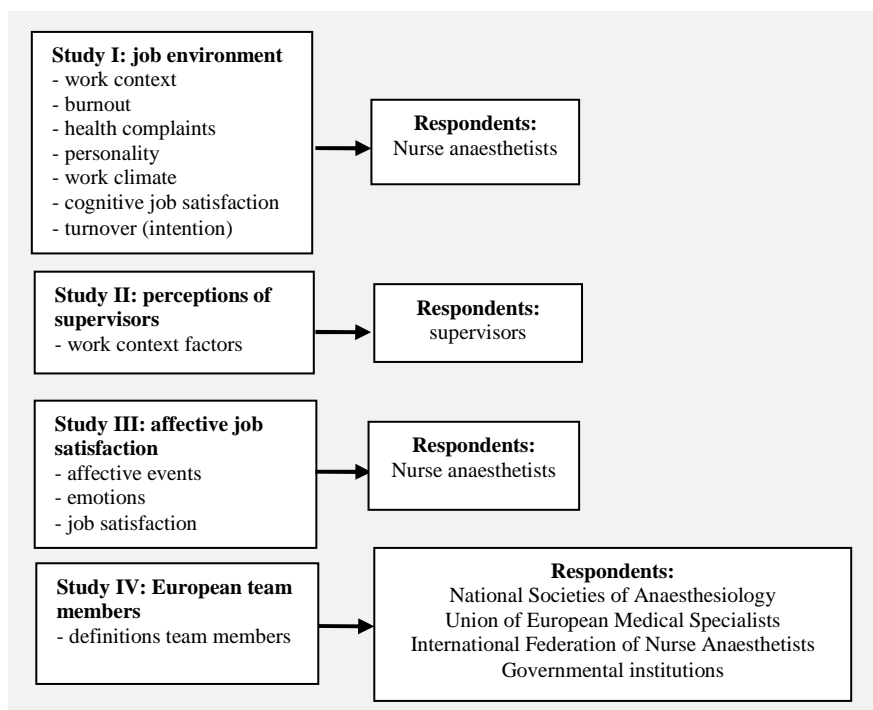 Study I: job environment
- work context
- burnout
- health complaints
- personality
- work climate
- cognitive job satisfaction
- turnover (intention)
Respondents:
Nurse anaesthetists
Study II: perceptions of
supervisors
- work context factors
Respondents:
supervisors
Study III: affective job
satisfaction
- affective events
- emotions
- job satisfaction
Respondents:
Nurse anaesthetists
Study IV: European team
members
- definitions team members
Respondents:
National Societies of Anaesthesiology
Union of European Medical Specialists
International Federation of Nurse Anaesthetists
Governmental institutions